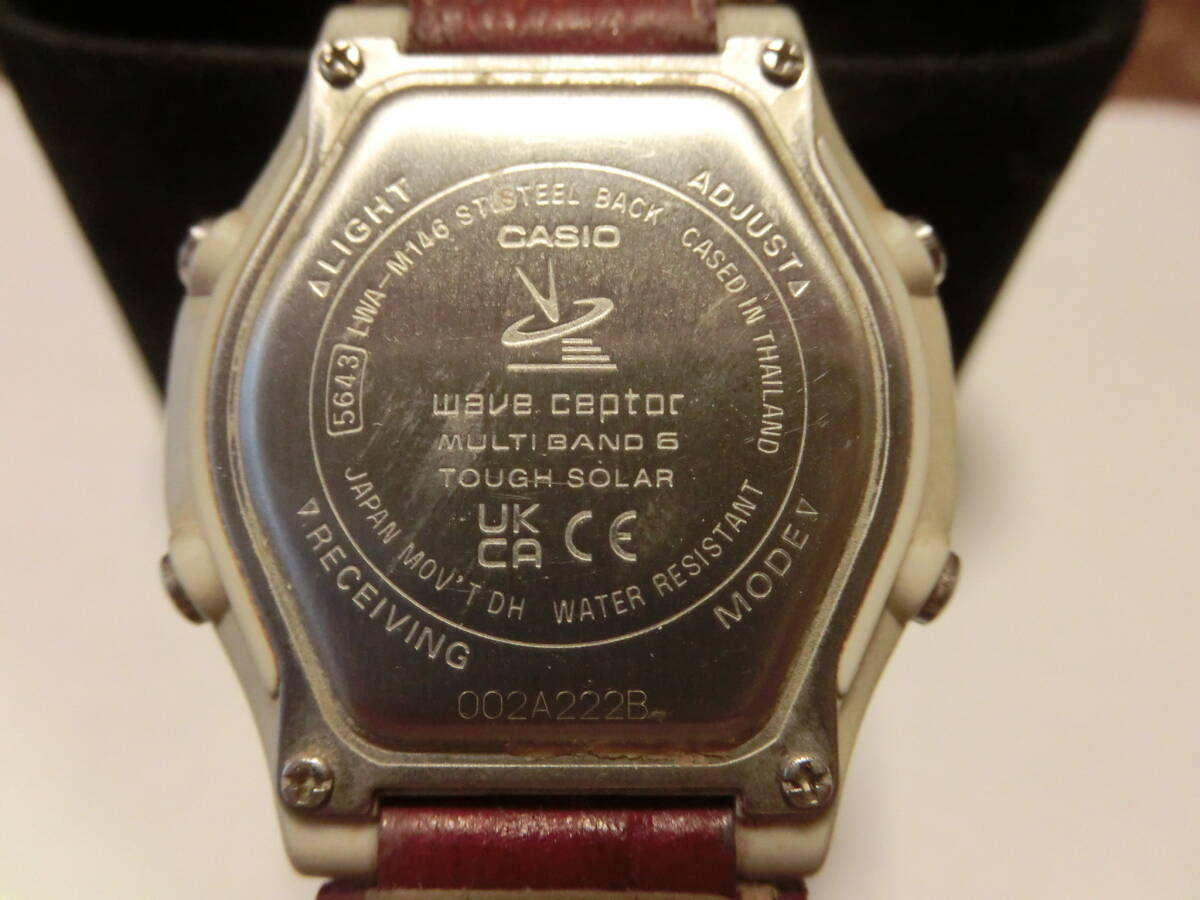 LIGHT
ADJUST
5643 LWA-M146 ST.STEEL BACK CASED IN THAILAND
CASIO
wave ceptor
MULTI BAND 6
TOUGH SOLAR
UK
CA CE
JAPAN MOV'T DH WATER RESISTANT
RECEIVING
MODE
002A222B